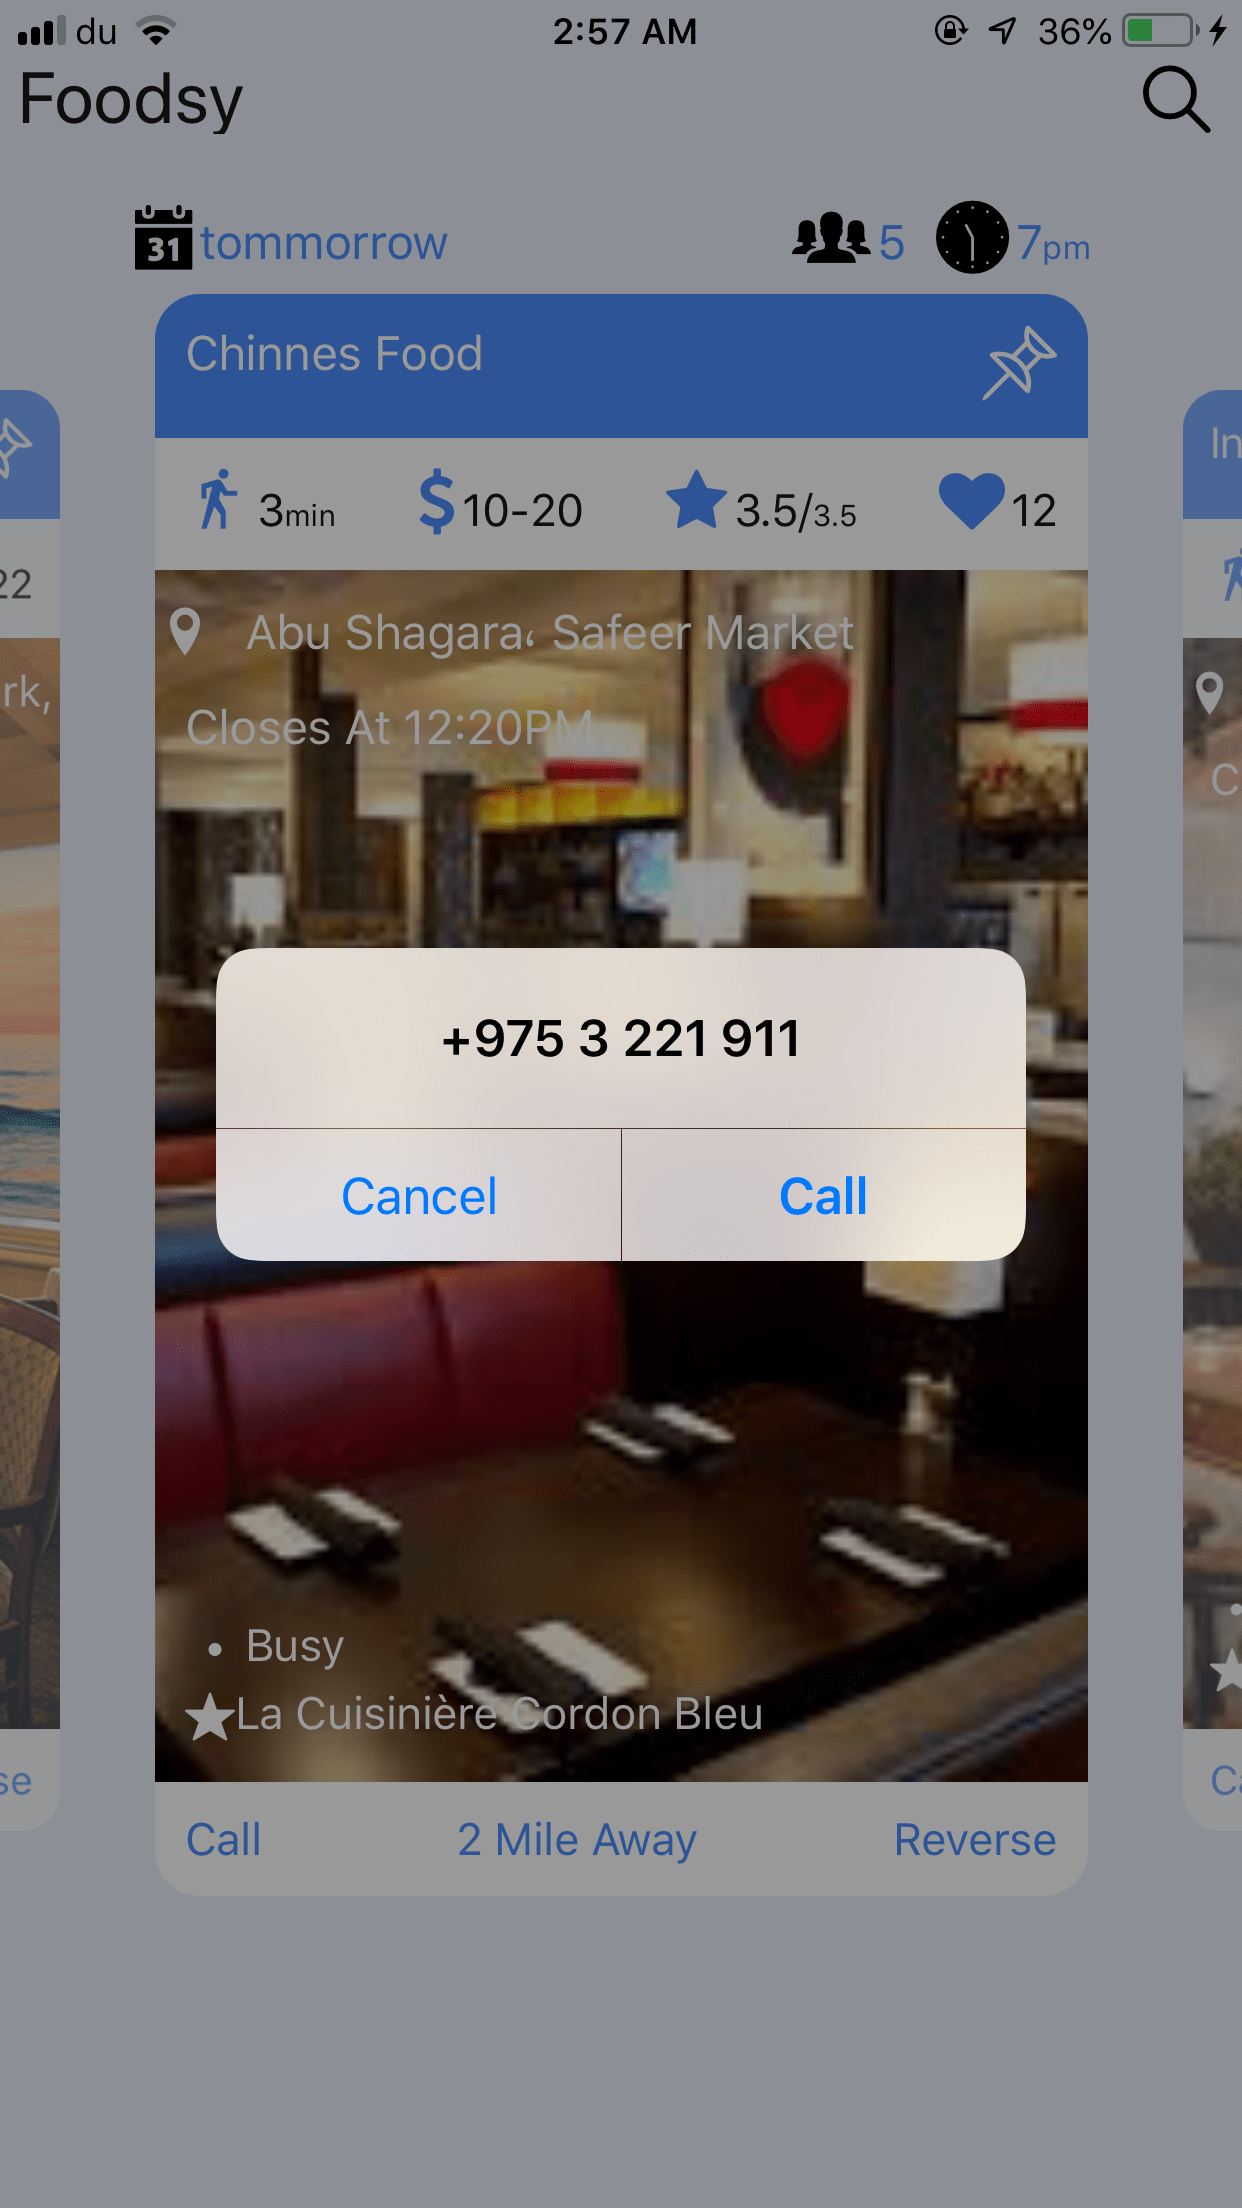 du 2:57 AM 36%
Foodsy
31 tommorrow 5 7pm
Chinnes Food
In
3min $10-20 3.5/3.5 12
22
Abu Shagara، Safeer Market
rk,
Closes At 12:20PM
C
+975 3 221 911
Cancel Call
• Busy
La Cuisinière Cordon Bleu
se
Ca
Call 2 Mile Away Reverse